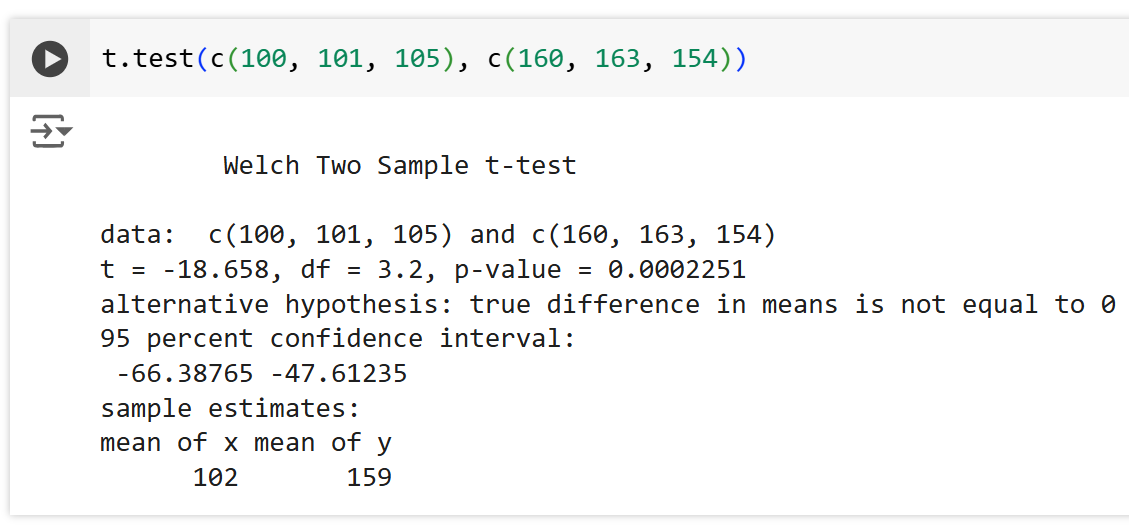 t.test(c(100, 101, 105), c(160, 163, 154))
Welch Two Sample t-test
data:  c(100, 101, 105) and c(160, 163, 154)
t = -18.658, df = 3.2, p-value = 0.0002251
alternative hypothesis: true difference in means is not equal to 0
95 percent confidence interval:
 -66.38765 -47.61235
sample estimates:
mean of x mean of y
      102       159